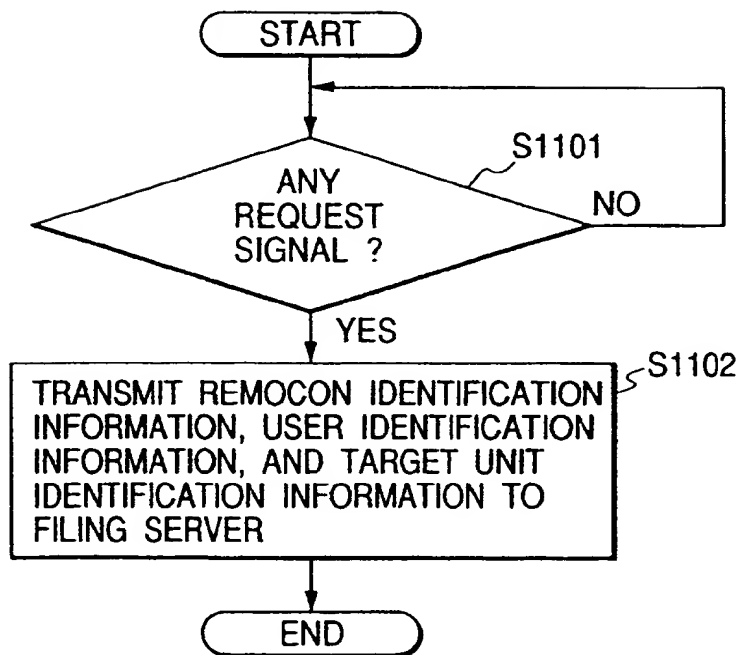 START
S1101
ANY
REQUEST
SIGNAL ?
NO
YES
S1102
TRANSMIT REMOCON IDENTIFICATION
INFORMATION, USER IDENTIFICATION
INFORMATION, AND TARGET UNIT
IDENTIFICATION INFORMATION TO
FILING SERVER
END